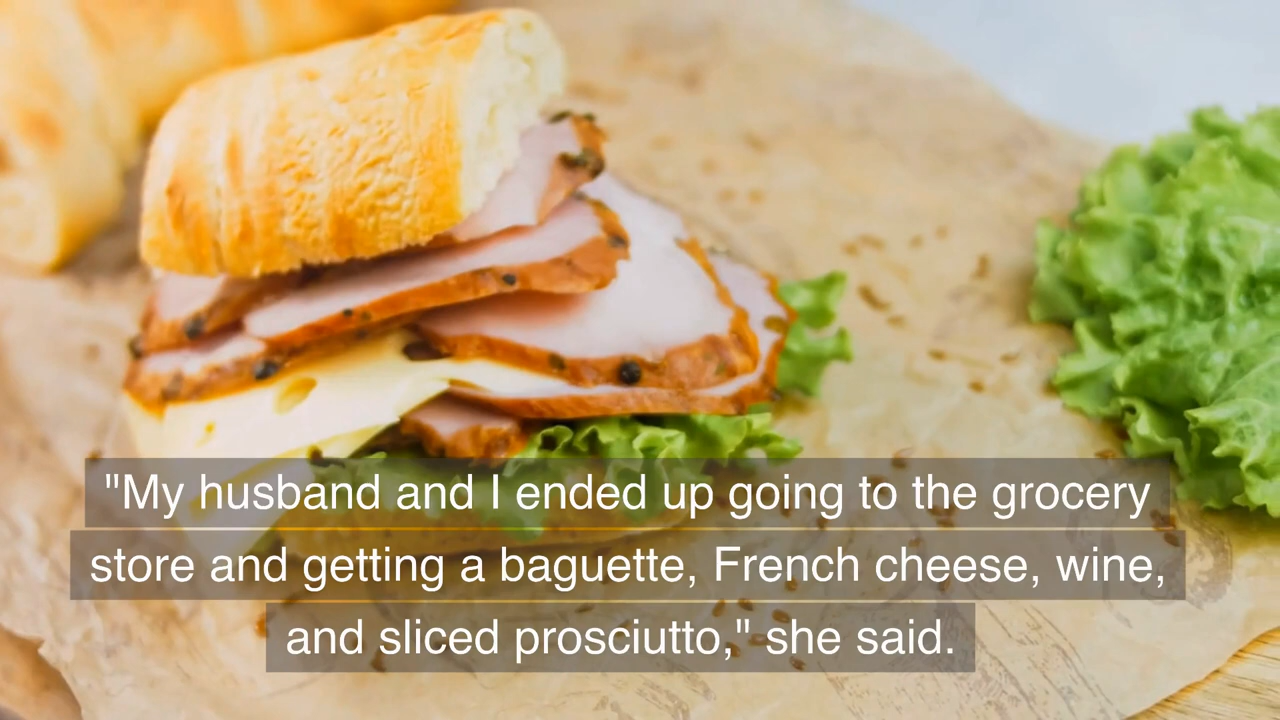 "My husband and I ended up going to the grocery
store and getting a baguette, French cheese, wine,
and sliced prosciutto," she said.